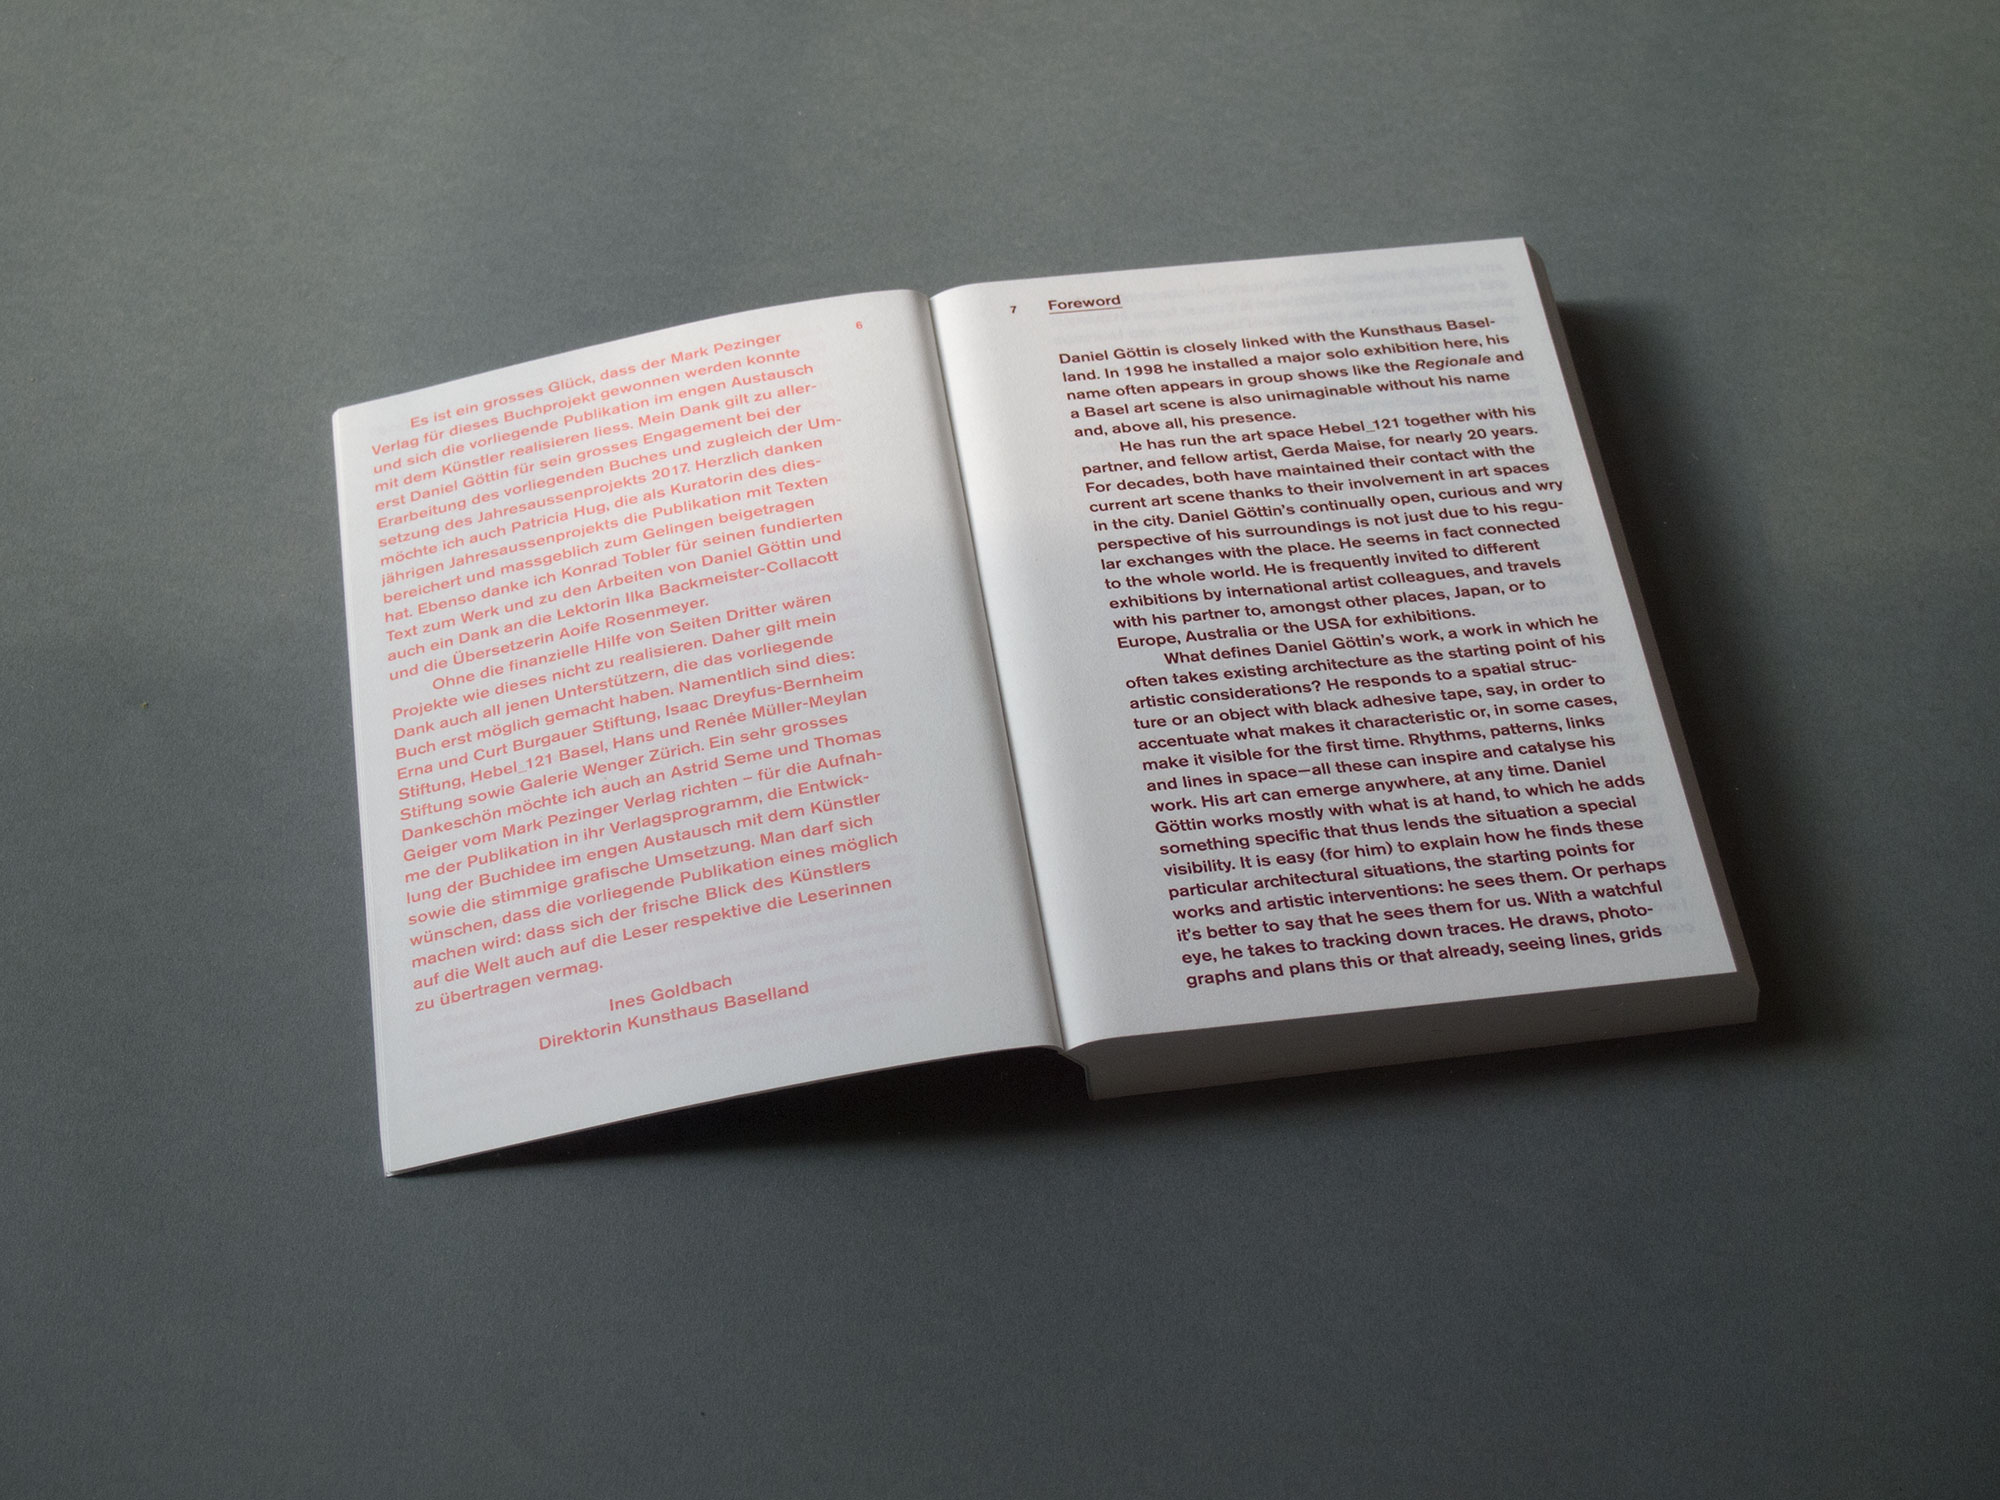 6
Es ist ein grosses Glück, dass der Mark Pezinger
Verlag für dieses Buchprojekt gewonnen werden konnte
und sich die vorliegende Publikation im engen Austausch
mit dem Künstler realisieren liess. Mein Dank gilt zu aller-
erst Daniel Göttin für sein grosses Engagement bei der
Erarbeitung des vorliegenden Buches und zugleich der Um-
setzung des Jahresaussenprojekts 2017. Herzlich danken
möchte ich auch Patricia Hug, die als Kuratorin des dies-
jährigen Jahresaussenprojekts die Publikation mit Texten
bereichert und massgeblich zum Gelingen beigetragen
hat. Ebenso danke ich Konrad Tobler für seinen fundierten
Text zum Werk und zu den Arbeiten von Daniel Göttin und
auch ein Dank an die Lektorin Ilka Backmeister-Collacott
und die Übersetzerin Aoife Rosenmeyer.
Ohne die finanzielle Hilfe von Seiten Dritter wären
Projekte wie dieses nicht zu realisieren. Daher gilt mein
Dank auch all jenen Unterstützern, die das vorliegende
Buch erst möglich gemacht haben. Namentlich sind dies:
Erna und Curt Burgauer Stiftung, Isaac Dreyfus-Bernheim
Stiftung, Hebel_121 Basel, Hans und Renée Müller-Meylan
Stiftung sowie Galerie Wenger Zürich. Ein sehr grosses
Dankeschön möchte ich auch an Astrid Seme und Thomas
Geiger vom Mark Pezinger Verlag richten – für die Aufnah-
me der Publikation in ihr Verlagsprogramm, die Entwick-
lung der Buchidee im engen Austausch mit dem Künstler
sowie die stimmige grafische Umsetzung. Man darf sich
wünschen, dass die vorliegende Publikation eines möglich
machen wird: dass sich der frische Blick des Künstlers
auf die Welt auch auf die Leser respektive die Leserinnen
zu übertragen vermag.
Ines Goldbach
Direktorin Kunsthaus Baselland
7 Foreword
Daniel Göttin is closely linked with the Kunsthaus Basel-
land. In 1998 he installed a major solo exhibition here, his
name often appears in group shows like the Regionale and
a Basel art scene is also unimaginable without his name
and, above all, his presence.
He has run the art space Hebel_121 together with his
partner, and fellow artist, Gerda Maise, for nearly 20 years.
For decades, both have maintained their contact with the
current art scene thanks to their involvement in art spaces
in the city. Daniel Göttin's continually open, curious and wry
perspective of his surroundings is not just due to his regu-
lar exchanges with the place. He seems in fact connected
to the whole world. He is frequently invited to different
exhibitions by international artist colleagues, and travels
with his partner to, amongst other places, Japan, or to
Europe, Australia or the USA for exhibitions.
What defines Daniel Göttin's work, a work in which he
often takes existing architecture as the starting point of his
artistic considerations? He responds to a spatial struc-
ture or an object with black adhesive tape, say, in order to
accentuate what makes it characteristic or, in some cases,
make it visible for the first time. Rhythms, patterns, links
and lines in space—all these can inspire and catalyse his
work. His art can emerge anywhere, at any time. Daniel
Göttin works mostly with what is at hand, to which he adds
something specific that thus lends the situation a special
visibility. It is easy (for him) to explain how he finds these
particular architectural situations, the starting points for
works and artistic interventions: he sees them. Or perhaps
it's better to say that he sees them for us. With a watchful
eye, he takes to tracking down traces. He draws, photo-
graphs and plans this or that already, seeing lines, grids